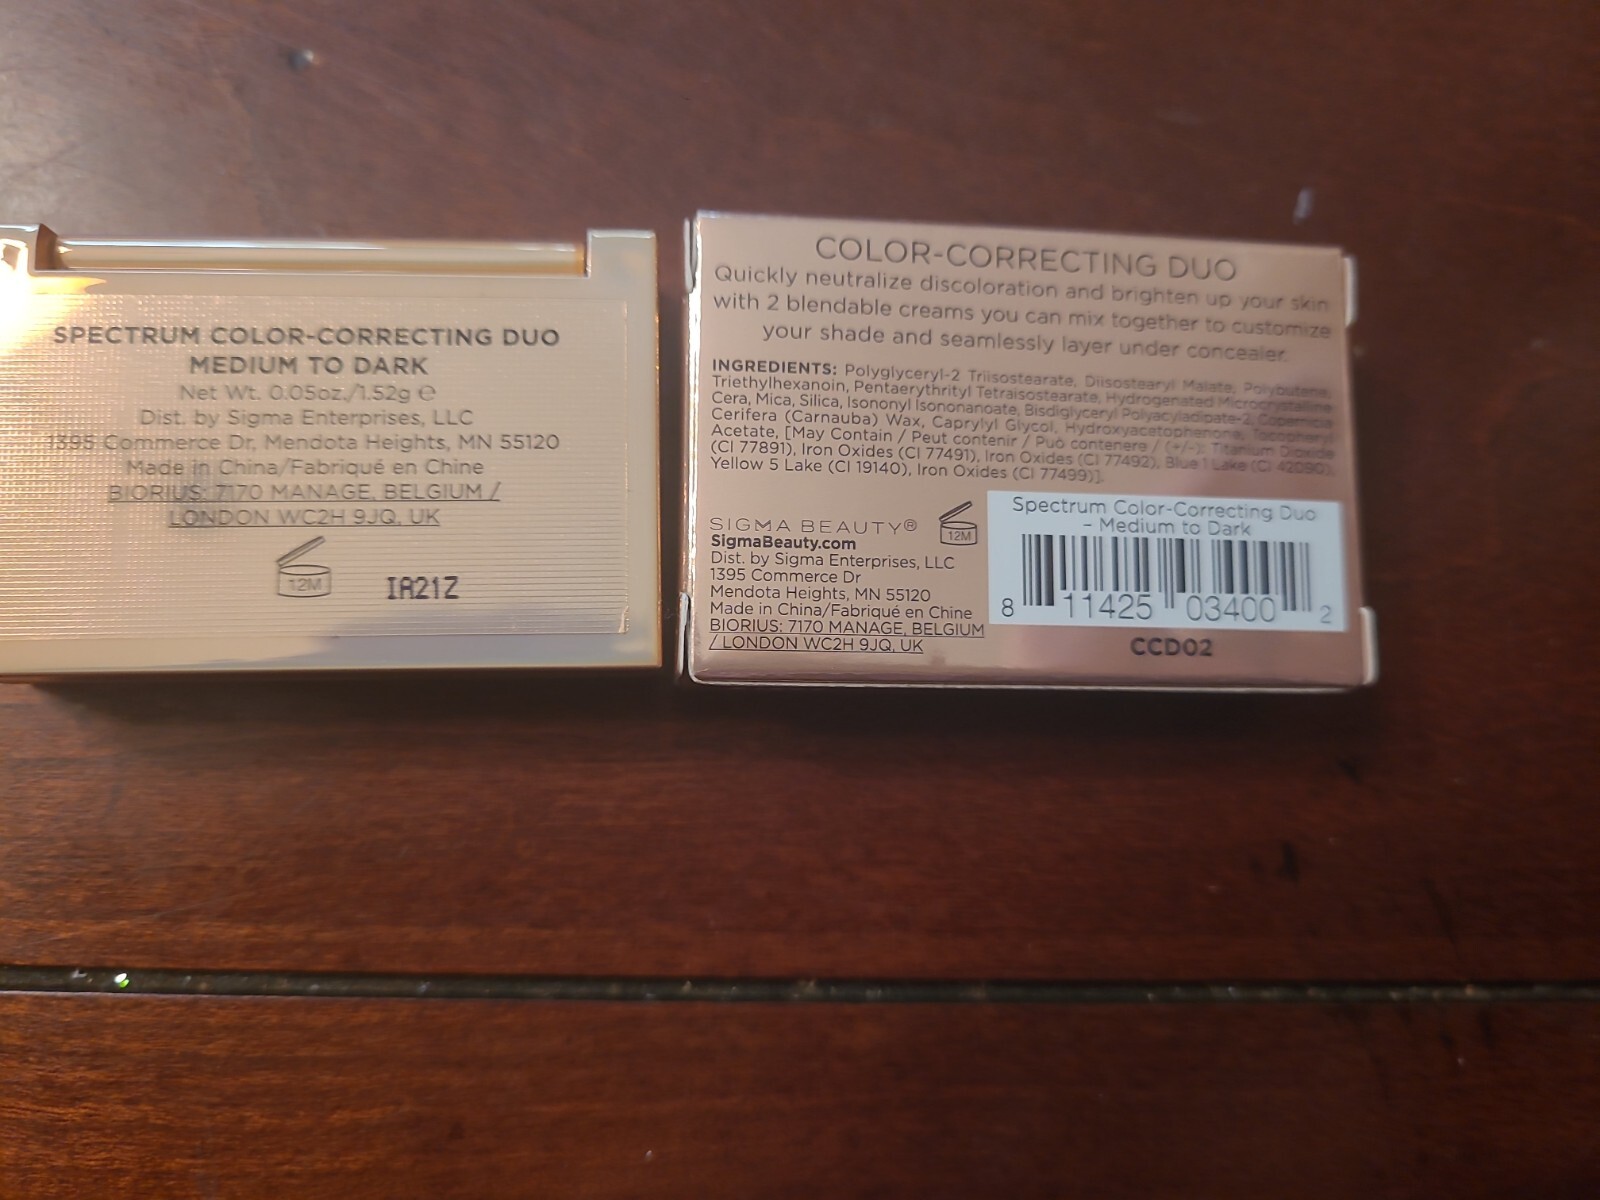 SPECTRUM COLOR-CORRECTING DUO
MEDIUM TO DARK
Net Wt. 0.05oz./1.52g ℮
Dist. by Sigma Enterprises, LLC
1395 Commerce Dr, Mendota Heights, MN 55120
Made in China/Fabriqué en Chine
BIORIUS: 7170 MANAGE, BELGIUM /
LONDON WC2H 9JQ, UK
12M
IA21Z
COLOR-CORRECTING DUO
Quickly neutralize discoloration and brighten up your skin
with 2 blendable creams you can mix together to customize
your shade and seamlessly layer under concealer.
INGREDIENTS: Polyglyceryl-2 Triisostearate, Diisostearyl Malate, Polybutene,
Triethylhexanoin, Pentaerythrityl Tetraisostearate, Hydrogenated Microcrystalline
Cera, Mica, Silica, Isononyl Isononanoate, Bisdiglyceryl Polyacyladipate-2, Copernicia
Cerifera (Carnauba) Wax, Caprylyl Glycol, Hydroxyacetophenone, Tocopheryl
Acetate, [May Contain / Peut contenir / Può contenere / (+/-): Titanium Dioxide
(CI 77891), Iron Oxides (CI 77491), Iron Oxides (CI 77492), Blue 1 Lake (CI 42090),
Yellow 5 Lake (CI 19140), Iron Oxides (CI 77499)].
SIGMA BEAUTY®
SigmaBeauty.com
Dist. by Sigma Enterprises, LLC
1395 Commerce Dr
Mendota Heights, MN 55120
Made in China/Fabriqué en Chine
BIORIUS: 7170 MANAGE, BELGIUM
/ LONDON WC2H 9JQ, UK
12M
Spectrum Color-Correcting Duo
– Medium to Dark
8 11425 03400 2
CCD02